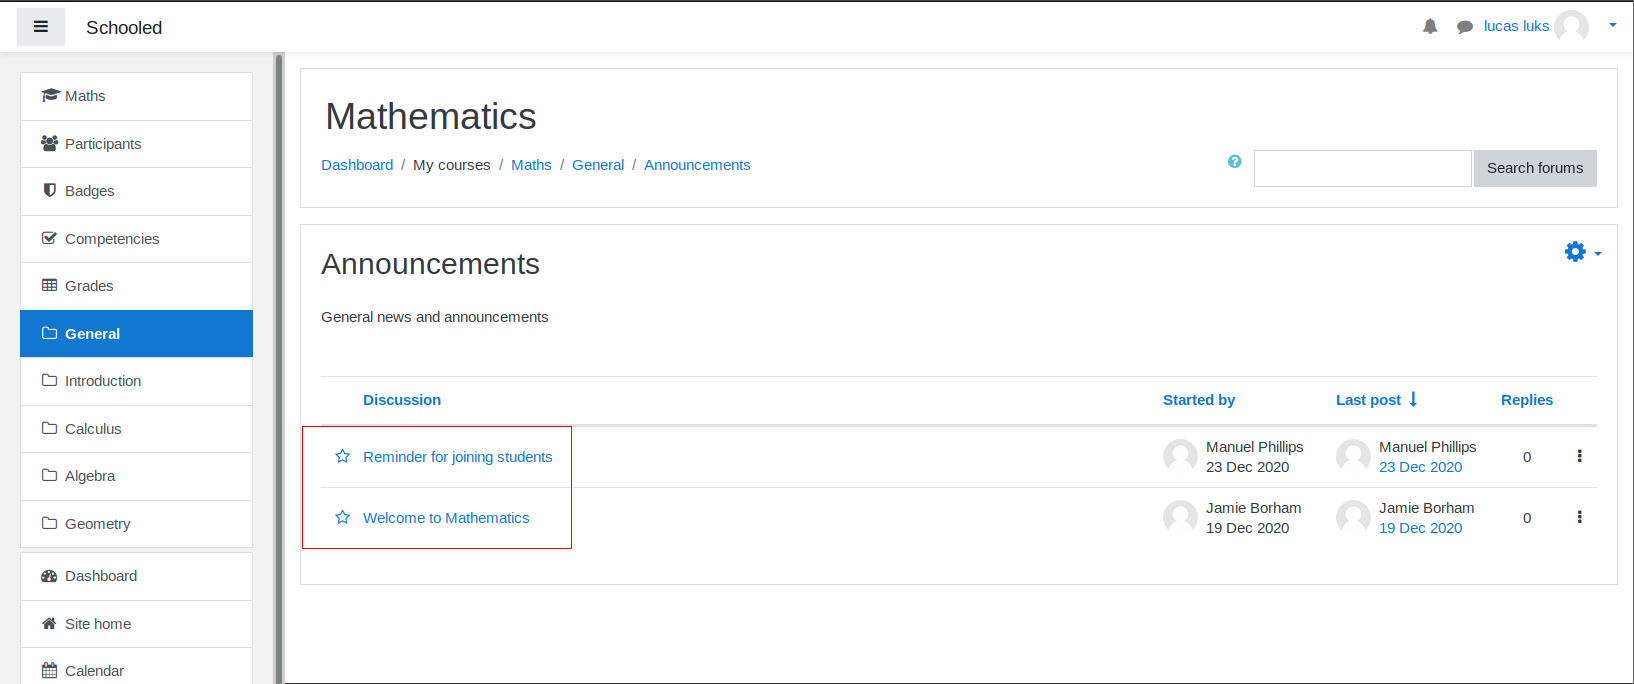 Schooled
lucas luks
Maths
Participants
Badges
Competencies
Grades
General
Introduction
Calculus
Algebra
Geometry
Dashboard
Site home
Calendar
Mathematics
Dashboard / My courses / Maths / General / Announcements
Search forums
Announcements
General news and announcements
Discussion Started by Last post Replies
Reminder for joining students Manuel Phillips Manuel Phillips 0
23 Dec 2020 23 Dec 2020
Welcome to Mathematics Jamie Borham Jamie Borham 0
19 Dec 2020 19 Dec 2020